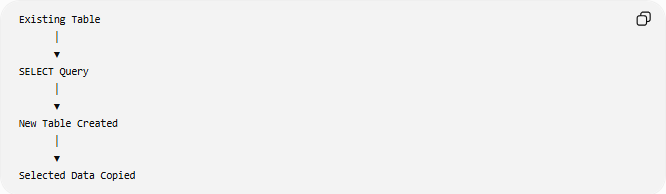 Existing Table
│
▼
SELECT Query
│
▼
New Table Created
│
▼
Selected Data Copied